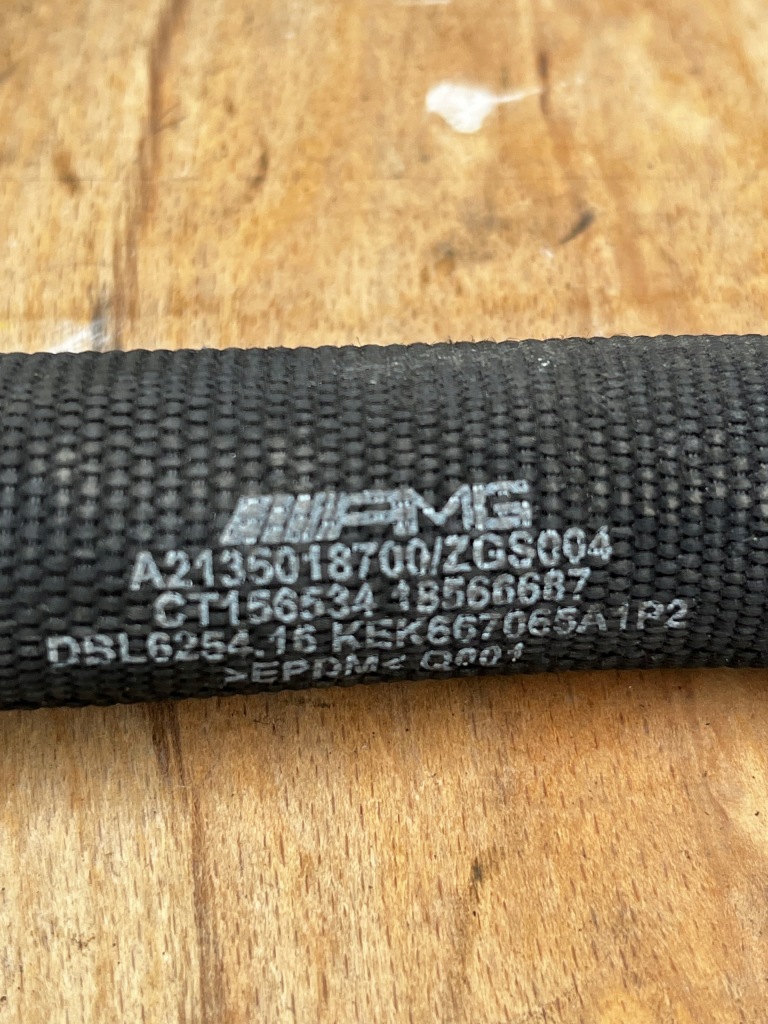 AMG
A2135018700/ZGS004
CT156534 18566687
DBL6254.16 KEK667065A1P2
>EPDM< Q001